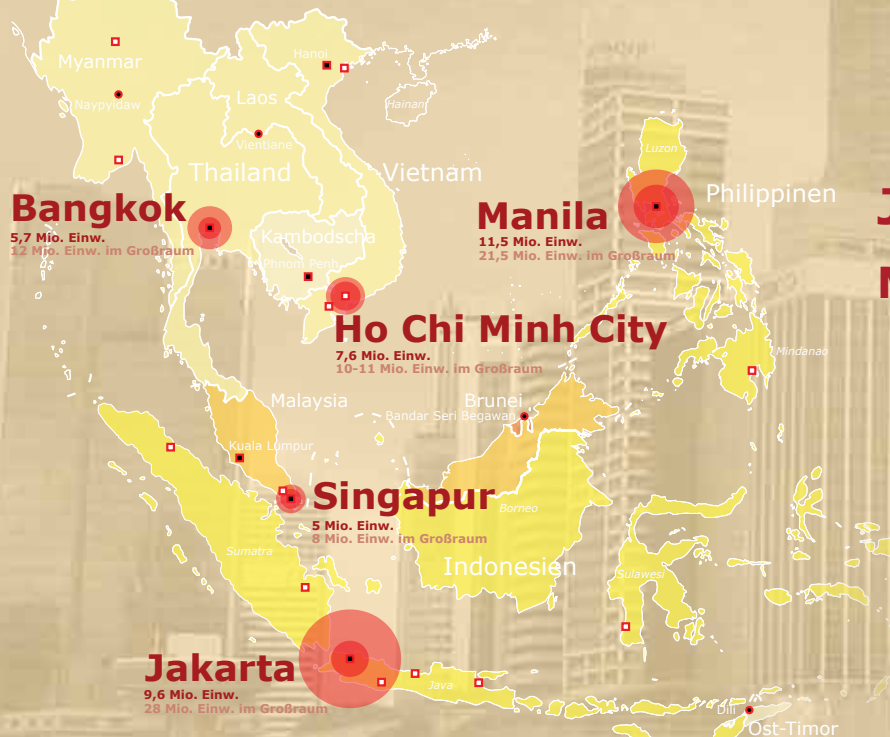 Hanoi
Myanmar
Naypyidaw
Laos
Hainan
Vientiane
Luzon
Thailand
Vietnam
Philippinen
Bangkok
5,7 Mio. Einw.
12 Mio. Einw. im Großraum
Manila
11,5 Mio. Einw.
21,5 Mio. Einw. im Großraum
Kambodscha
Phnom Penh
Ho Chi Minh City
7,6 Mio. Einw.
10-11 Mio. Einw. im Großraum
Mindanao
Malaysia
Brunei
Bandar Seri Begawan
Kuala Lumpur
Singapur
5 Mio. Einw.
8 Mio. Einw. im Großraum
Borneo
Sumatra
Indonesien
Sulawesi
Jakarta
9,6 Mio. Einw.
28 Mio. Einw. im Großraum
Java
Dili
Ost-Timor